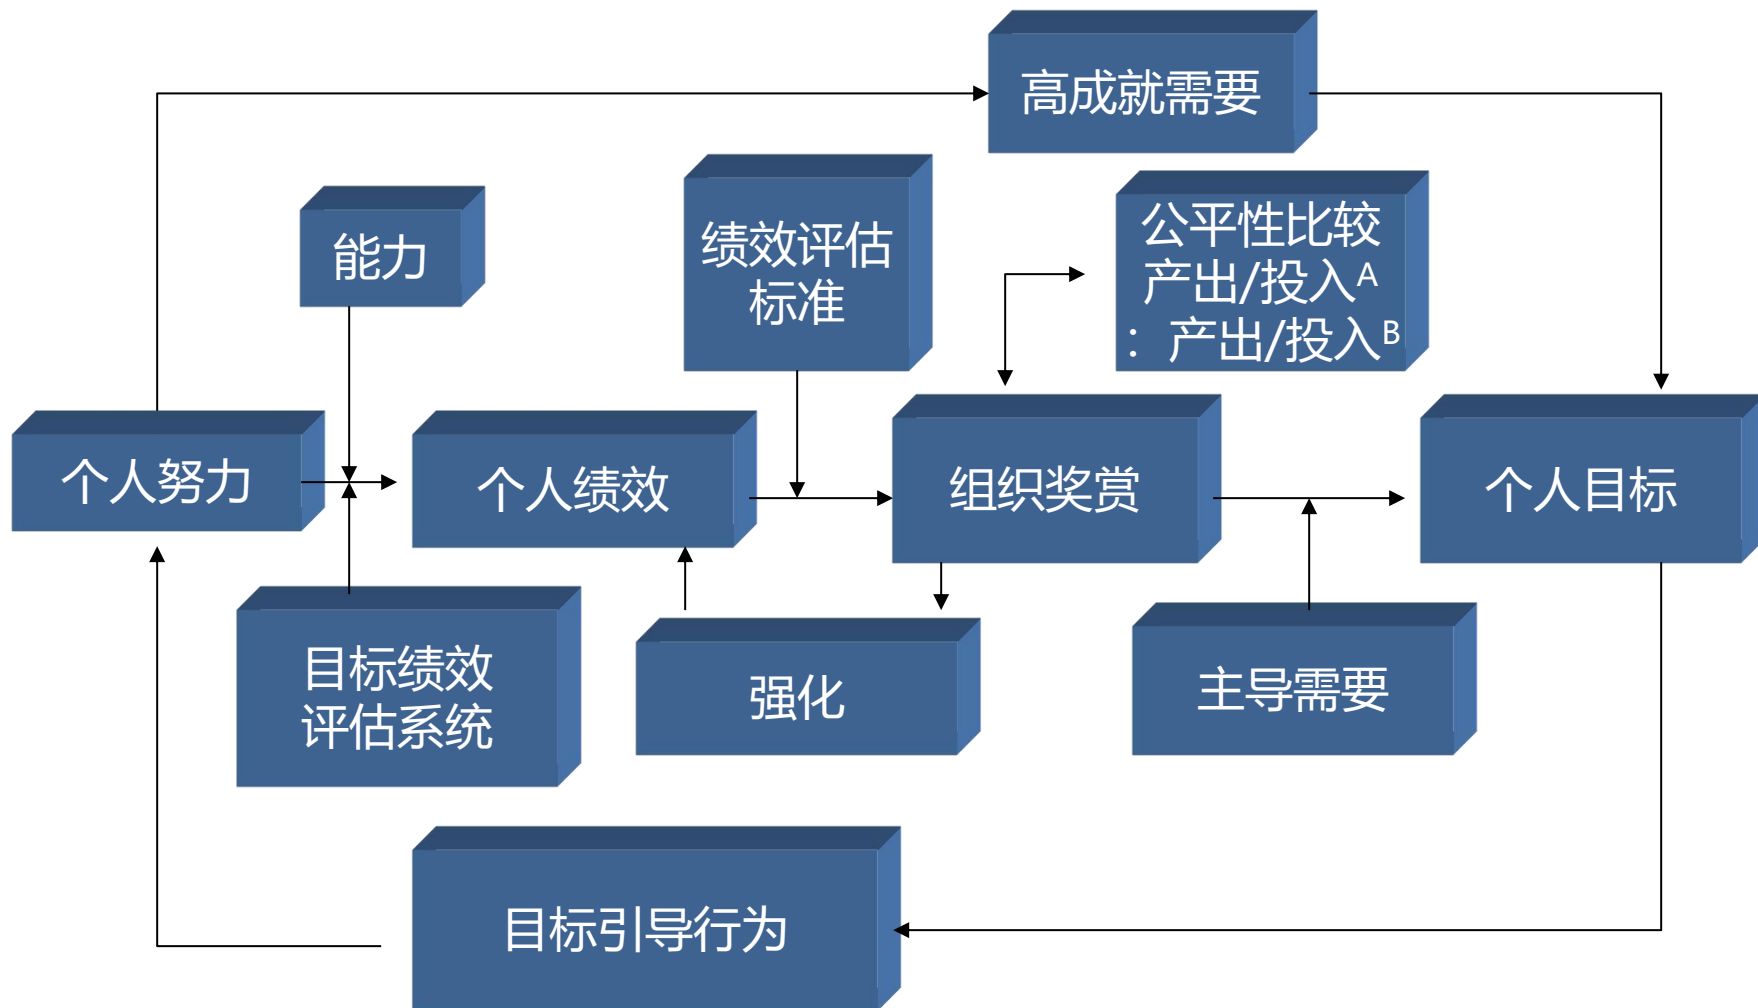 高成就需要
能力
绩效评估
标准
公平性比较
产出/投入A
：产出/投入B
个人努力
个人绩效
组织奖赏
个人目标
目标绩效
评估系统
强化
主导需要
目标引导行为